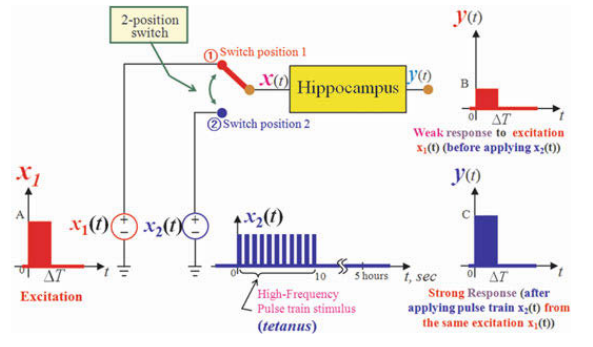 2-position
switch
① Switch position 1
x(t)
Hippocampus
y(t)
② Switch position 2
y(t)
B
0
ΔT
t
Weak response to excitation
x₁(t) (before applying x₂(t))
x₁
A
0
ΔT
t
Excitation
x₁(t)
+
−
x₂(t)
+
−
x₂(t)
0
10
5 hours
t, sec
High-Frequency
Pulse train stimulus
(tetanus)
y(t)
C
0
ΔT
t
Strong Response (after
applying pulse train x₂(t) from
the same excitation x₁(t))